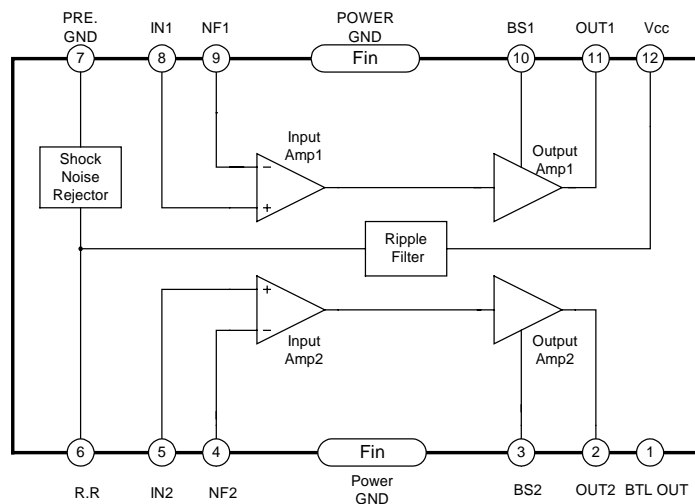 PRE.
GND
IN1
NF1
POWER
GND
BS1
OUT1
Vcc
7
8
9
Fin
10
11
12
Shock
Noise
Rejector
Input
Amp1
Output
Amp1
−
+
Ripple
Filter
+
−
Input
Amp2
Output
Amp2
6
5
4
Fin
3
2
1
R.R
IN2
NF2
Power
GND
BS2
OUT2
BTL OUT